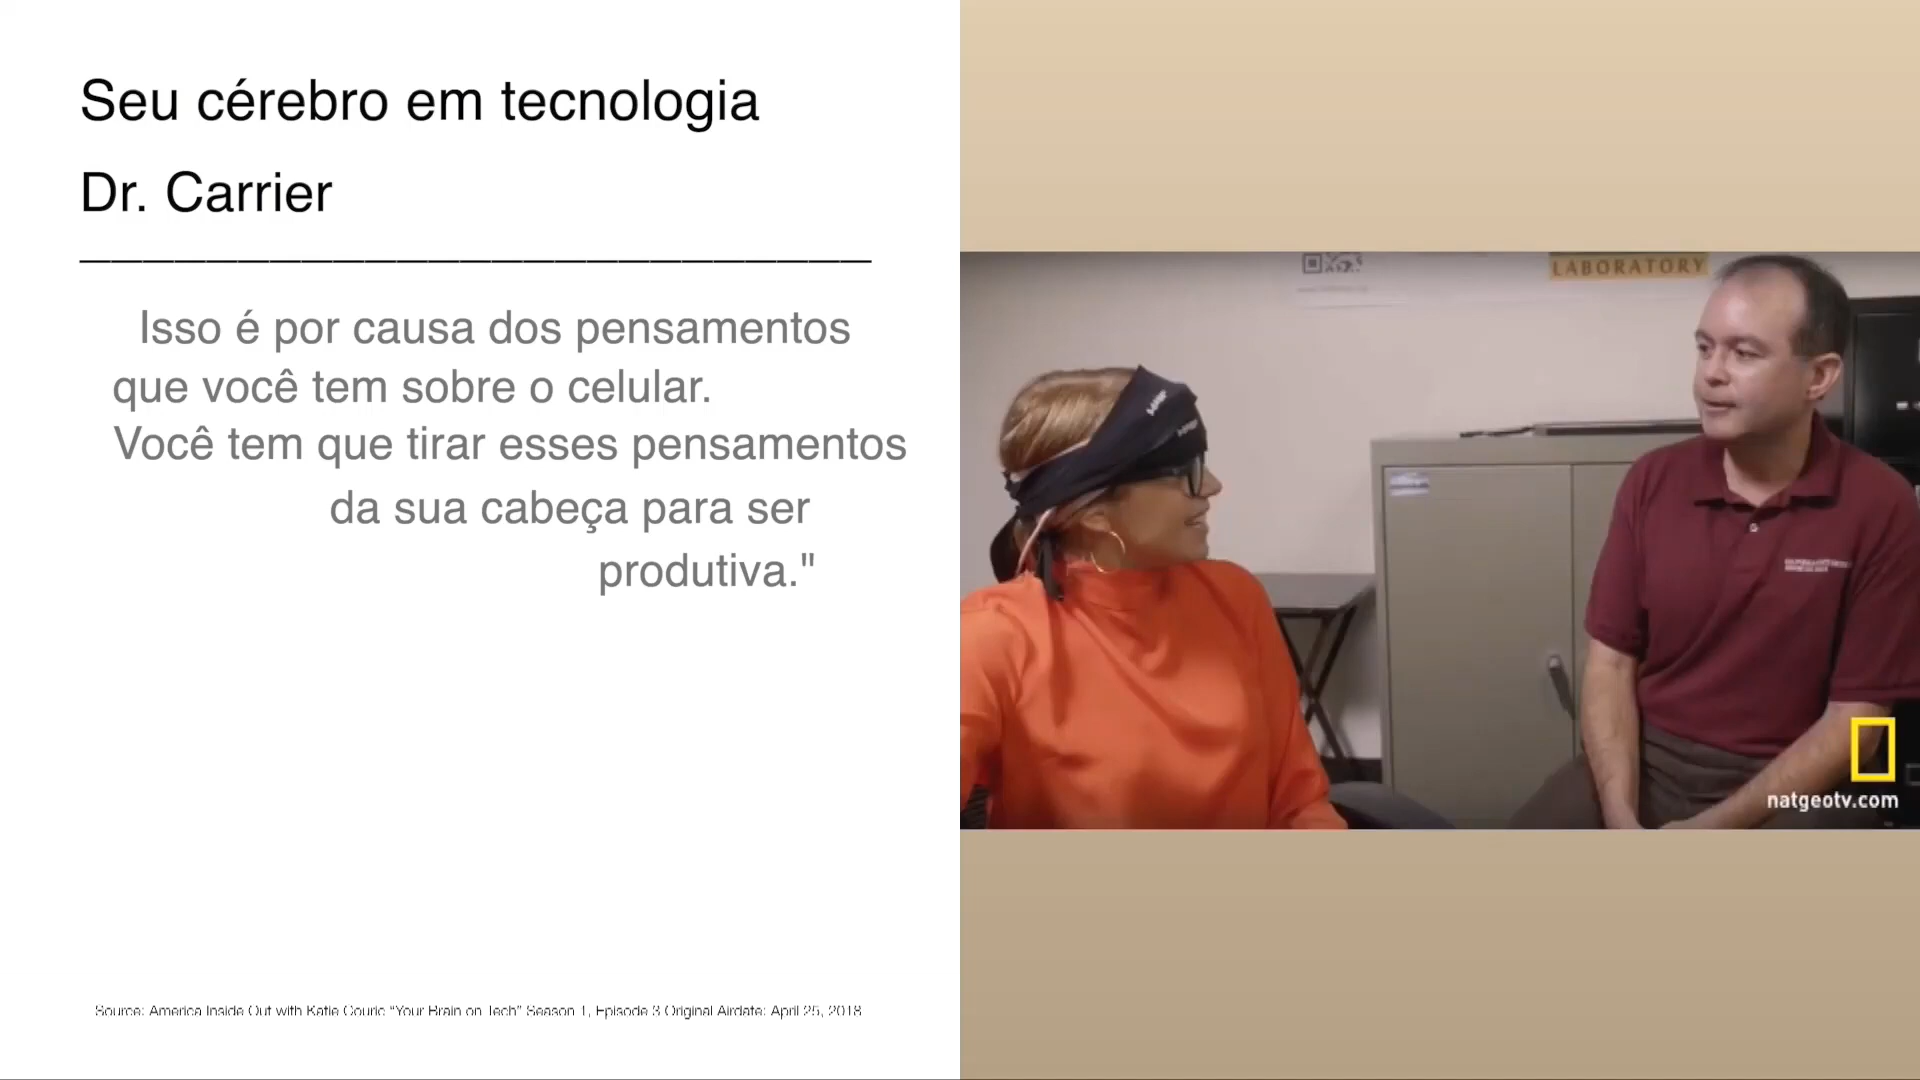 Seu cérebro em tecnologia
Dr. Carrier
Isso é por causa dos pensamentos
que você tem sobre o celular.
Você tem que tirar esses pensamentos
da sua cabeça para ser
produtiva."
Source: America Inside Out with Katie Couric “Your Brain on Tech” Season 1, Episode 3 Original Airdate: April 25, 2018
LABORATORY
natgeotv.com